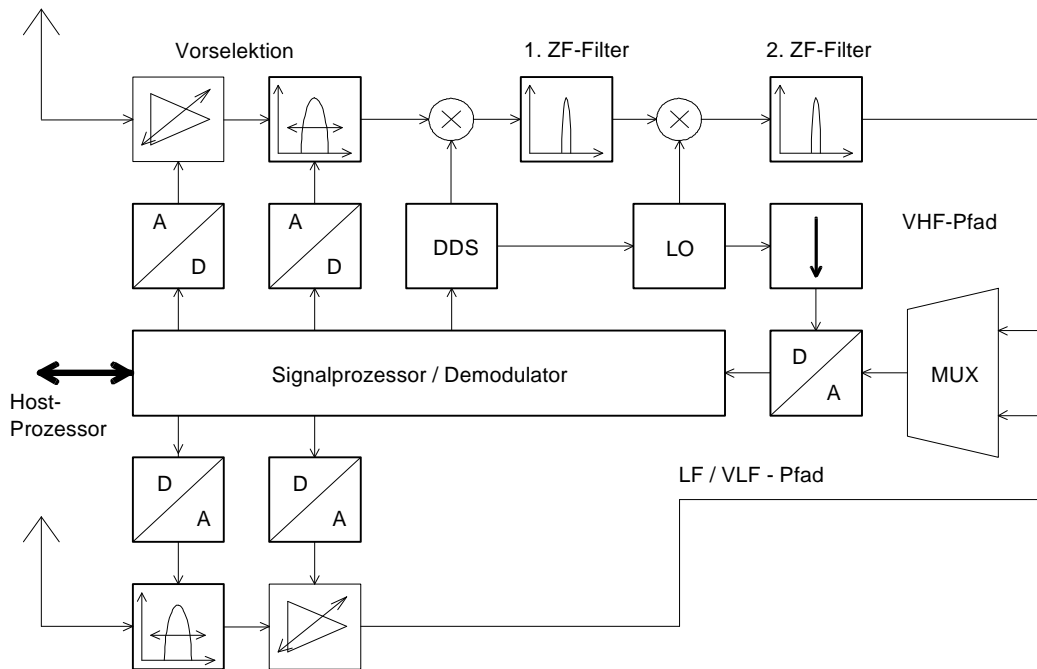 Vorselektion
1. ZF-Filter
2. ZF-Filter
A
D
A
D
DDS
LO
VHF-Pfad
Signalprozessor / Demodulator
D
A
MUX
Host-
Prozessor
D
A
D
A
LF / VLF - Pfad